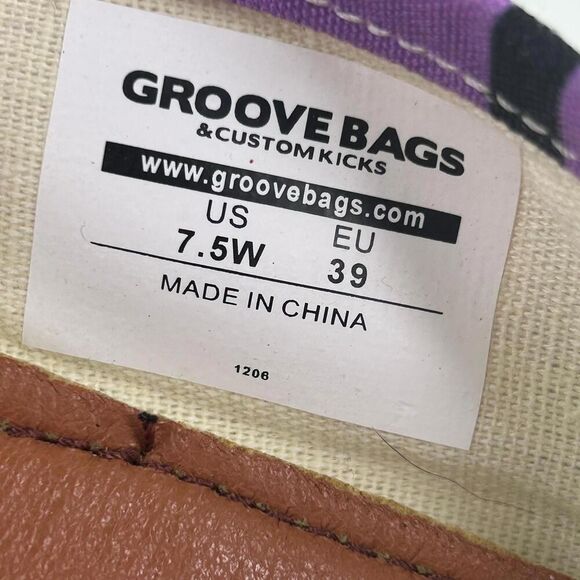 GROOVE BAGS
& CUSTOM KICKS
www.groovebags.com
US EU
7.5W 39
MADE IN CHINA
1206